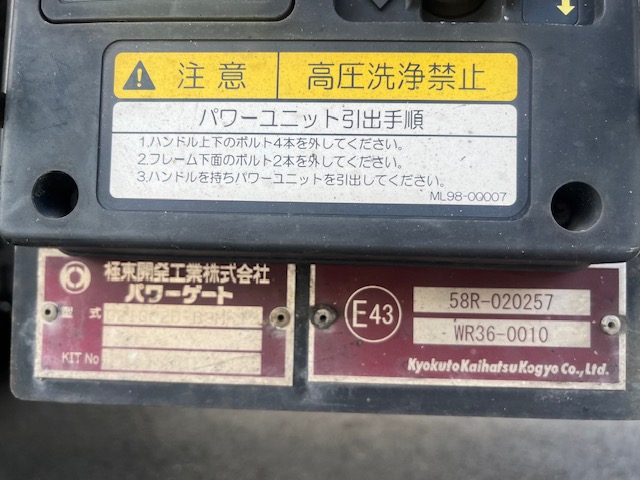 注意 高圧洗浄禁止
パワーユニット引出手順
1.ハンドル上下のボルト4本を外してください。
2.フレーム下面のボルト2本を外してください。
3.ハンドルを持ちパワーユニットを引出してください。
ML98-00007
極東開発工業株式会社
パワーゲート
型式
KIT No
E43
58R-020257
WR36-0010
Kyokuto Kaihatsu Kogyo Co., Ltd.